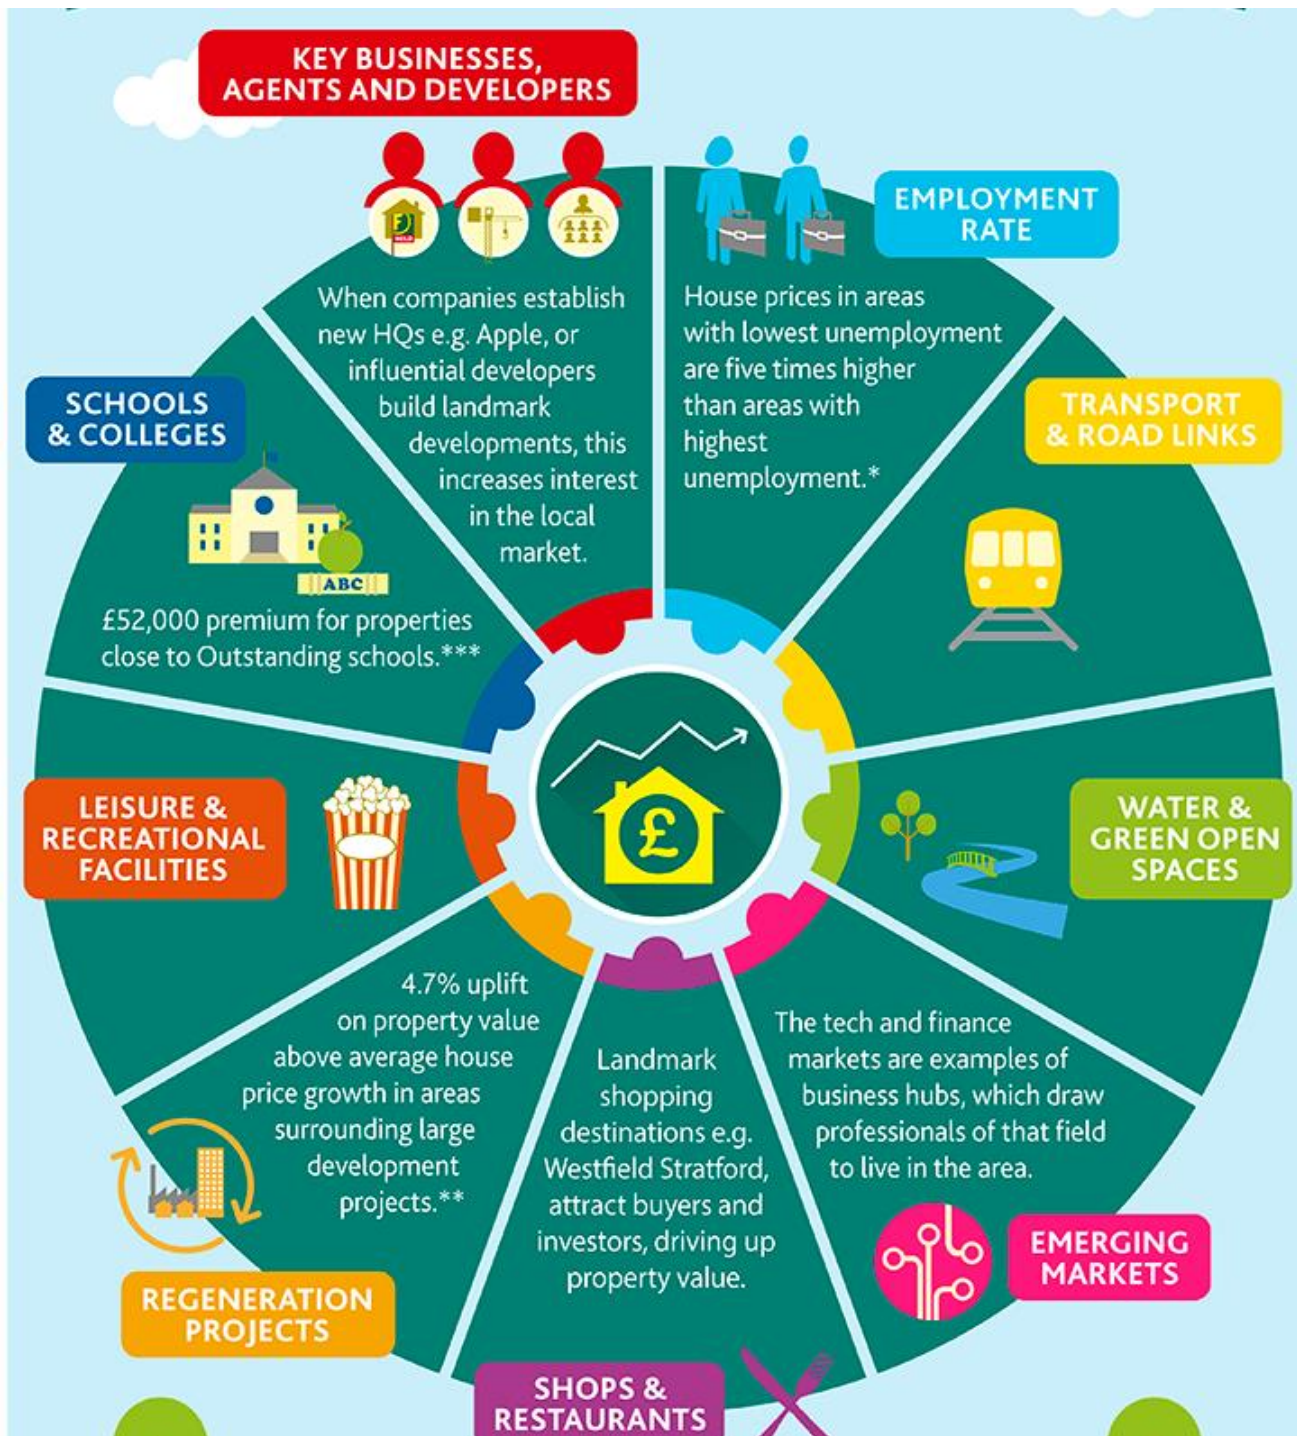 KEY BUSINESSES,
AGENTS AND DEVELOPERS
When companies establish
new HQs e.g. Apple, or
influential developers
build landmark
developments, this
increases interest
in the local
market.
EMPLOYMENT
RATE
House prices in areas
with lowest unemployment
are five times higher
than areas with
highest
unemployment.*
TRANSPORT
& ROAD LINKS
WATER &
GREEN OPEN
SPACES
The tech and finance
markets are examples of
business hubs, which draw
professionals of that field
to live in the area.
EMERGING
MARKETS
Landmark
shopping
destinations e.g.
Westfield Stratford,
attract buyers and
investors, driving up
property value.
SHOPS &
RESTAURANTS
4.7% uplift
on property value
above average house
price growth in areas
surrounding large
development
projects.**
REGENERATION
PROJECTS
LEISURE &
RECREATIONAL
FACILITIES
SCHOOLS
& COLLEGES
ABC
£52,000 premium for properties
close to Outstanding schools.***
£